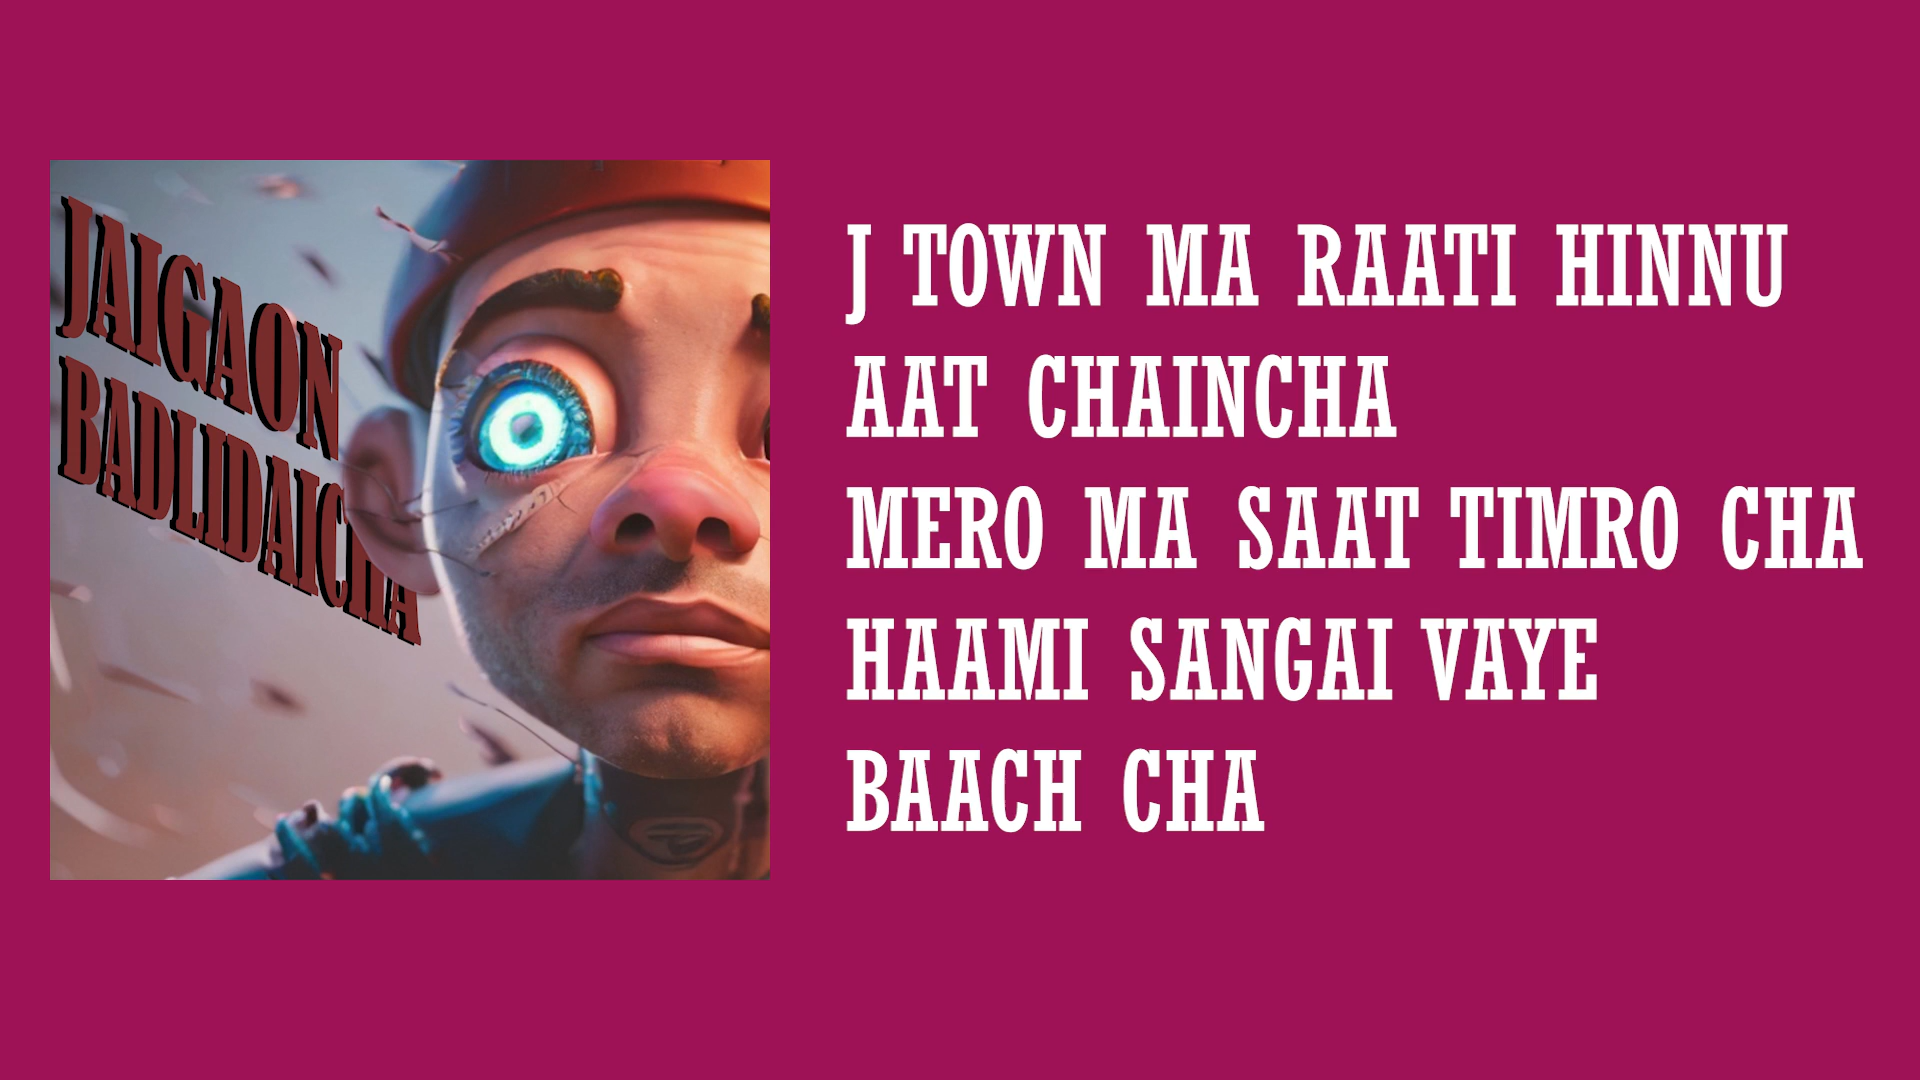 JAIGAON
BADLIDAICHA
J TOWN MA RAATI HINNU
AAT CHAINCHA
MERO MA SAAT TIMRO CHA
HAAMI SANGAI VAYE
BAACH CHA